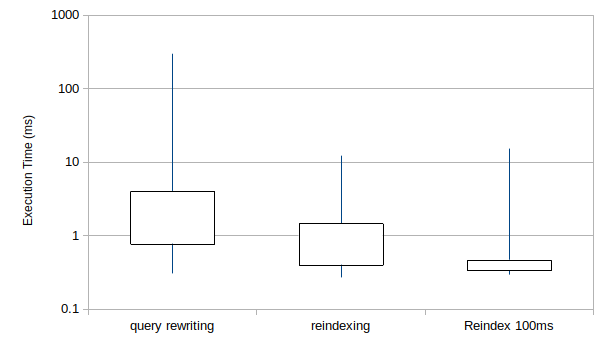 1000
100
10
1
0.1
Execution Time (ms)
query rewriting
reindexing
Reindex 100ms